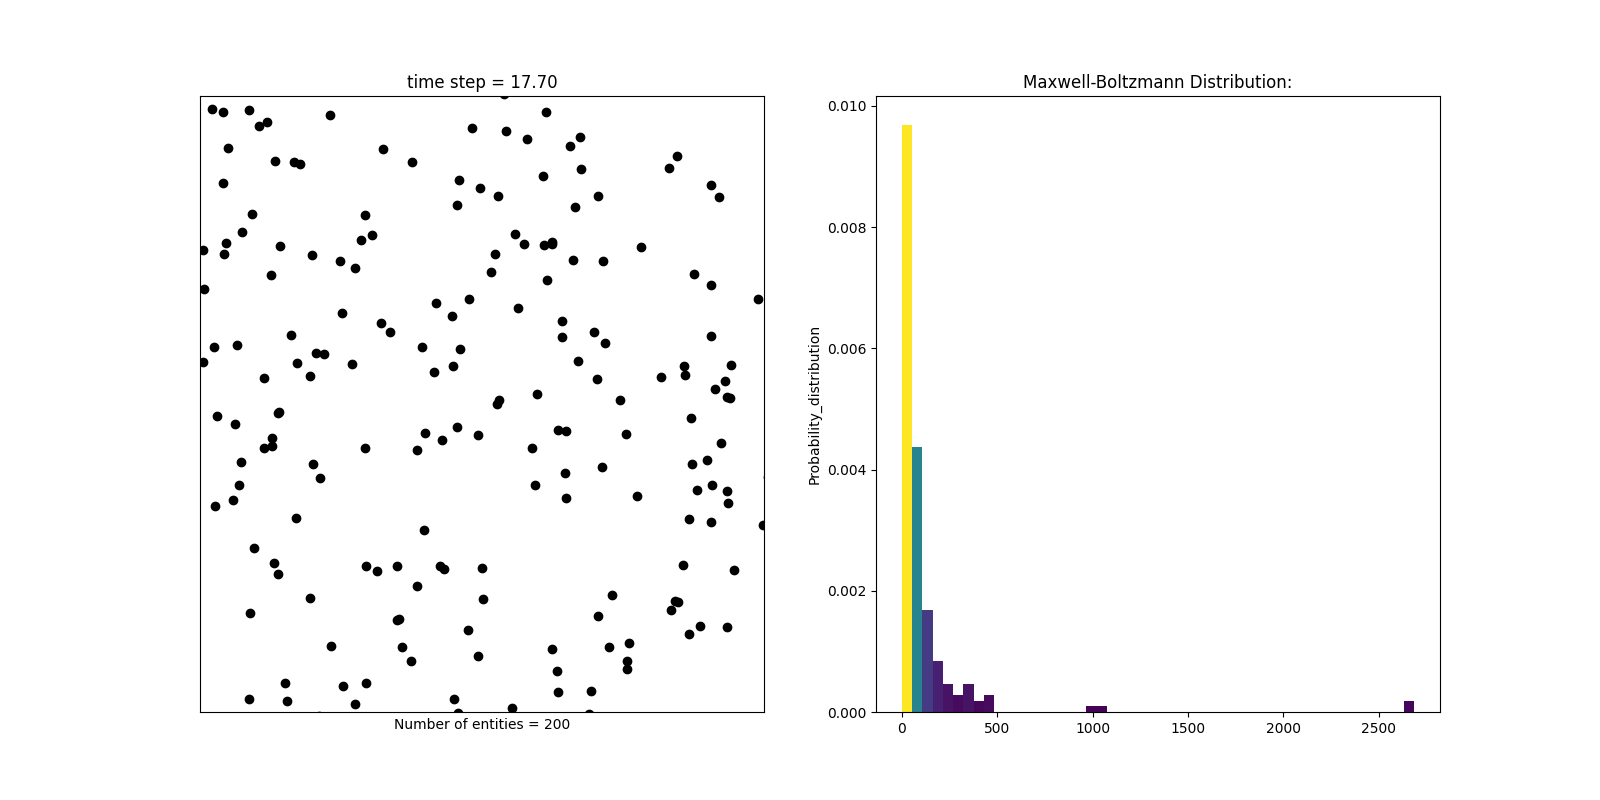 time step = 17.70
Number of entities = 200
Maxwell-Boltzmann Distribution:
Probability_distribution
0.010
0.008
0.006
0.004
0.002
0.000
0 500 1000 1500 2000 2500